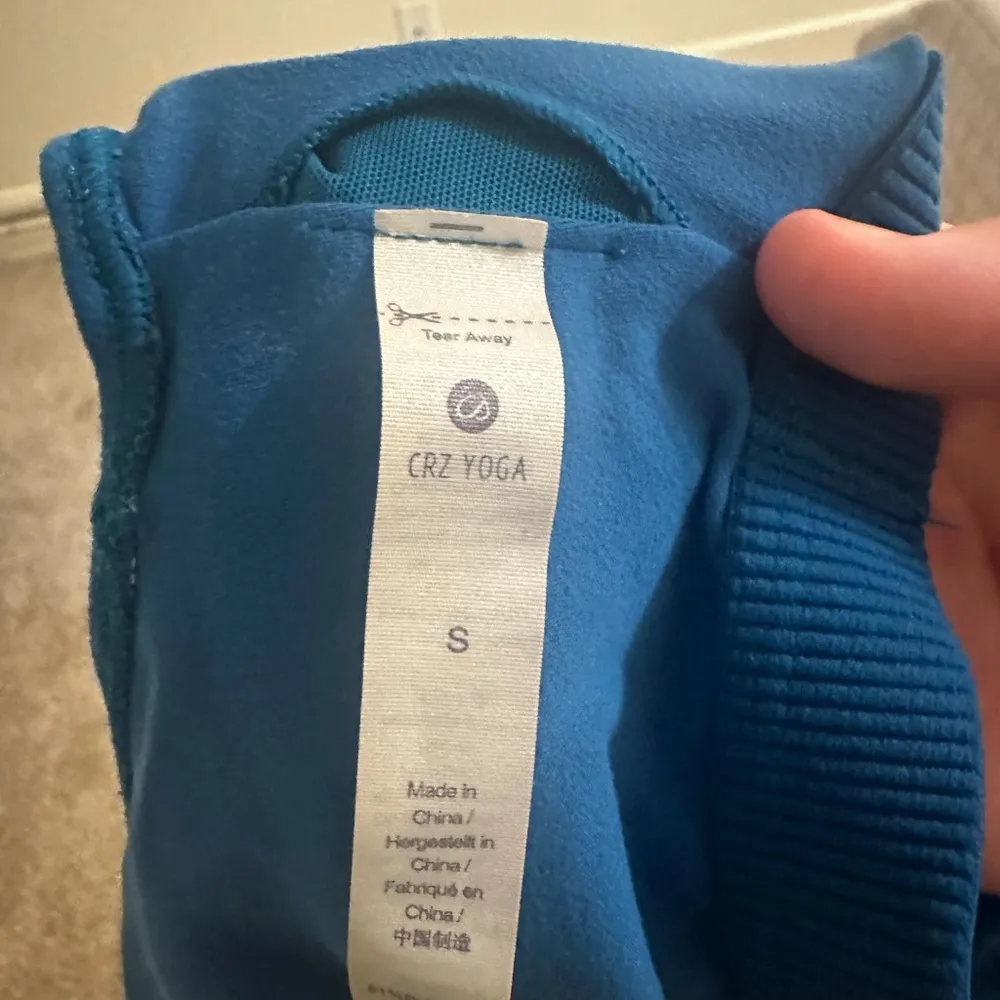 Tear Away
CRZ YOGA
S
Made in
China /
Hergestellt in
China /
Fabriqué en
China /
中国制造